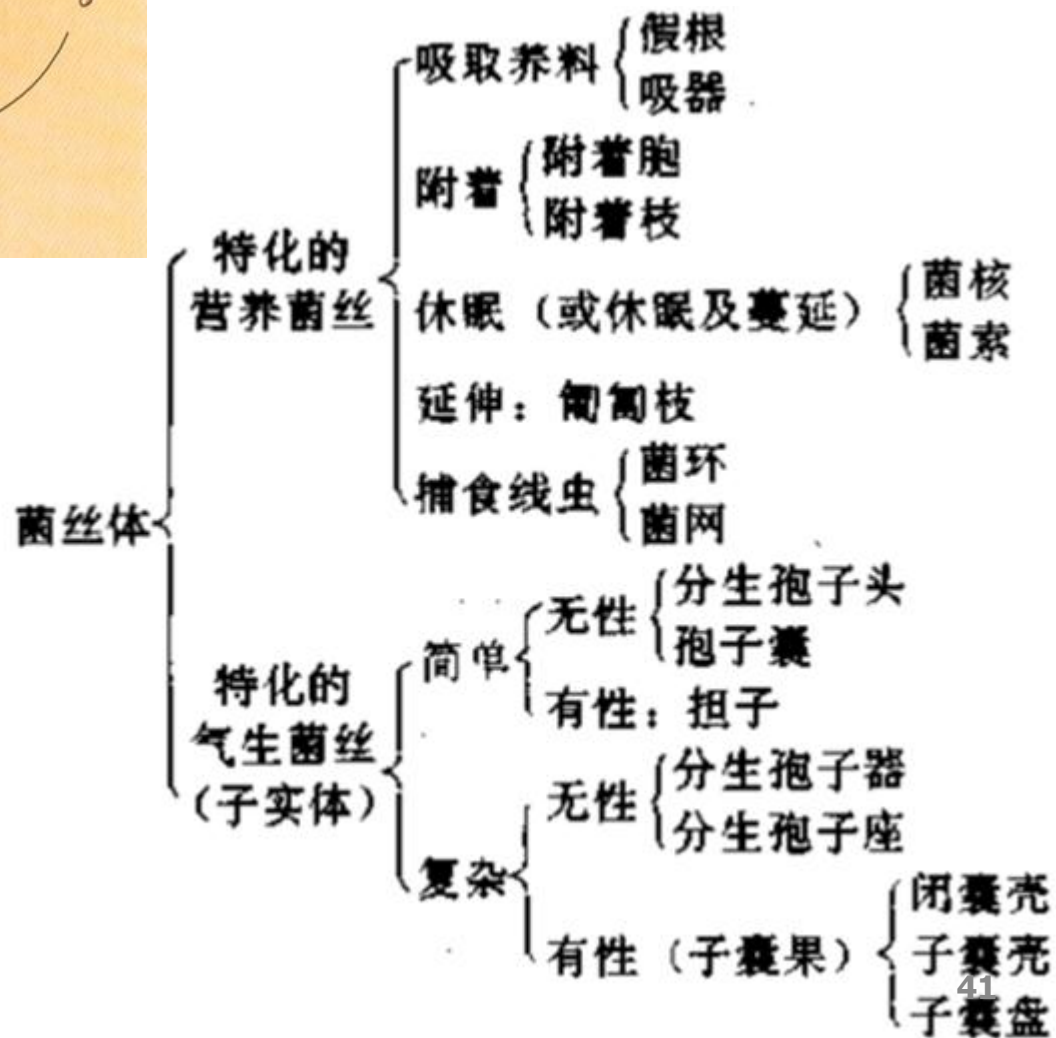 吸取养料
假根
吸器
附着
附着胞
附着枝
特化的
营养菌丝
休眠（或休眠及蔓延）
菌核
菌索
延伸：匍匐枝
捕食线虫
菌环
菌网
菌丝体
特化的
气生菌丝
（子实体）
简单
无性
分生孢子头
孢子囊
有性：担子
复杂
无性
分生孢子器
分生孢子座
有性（子囊果）
闭囊壳
子囊壳
子囊盘
41